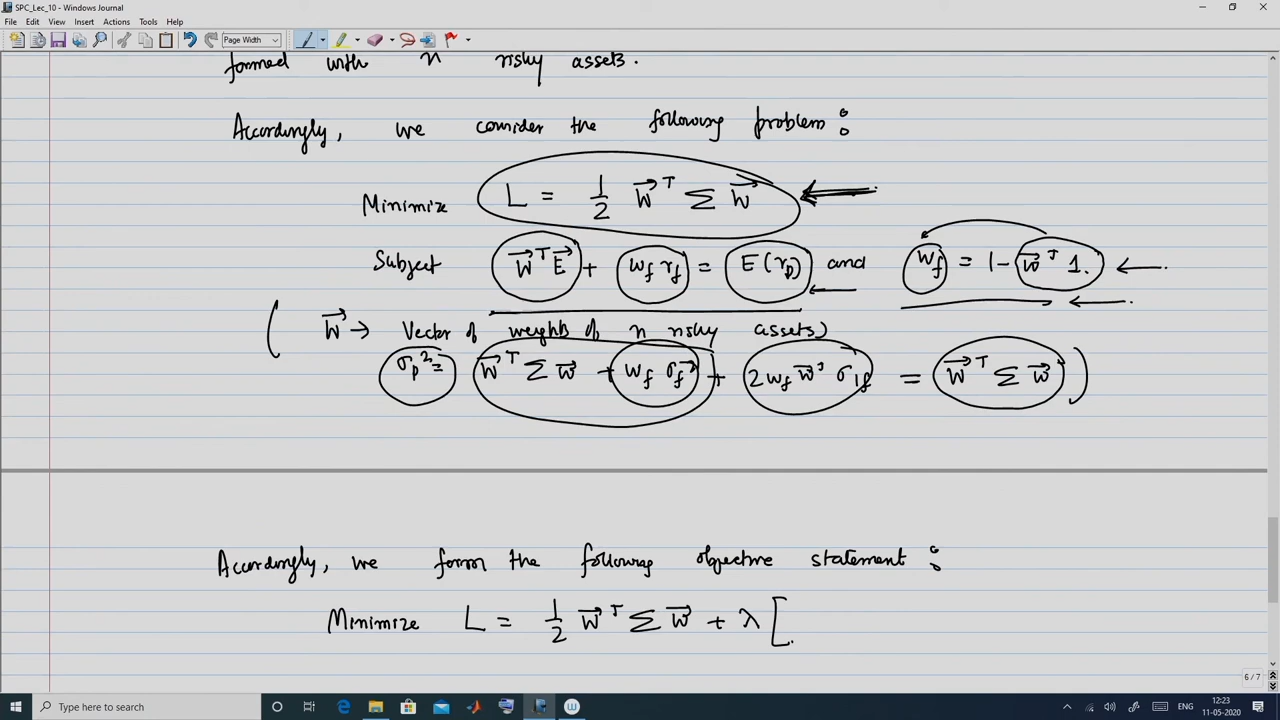 SPC_Lec_10 - Windows Journal
File Edit View Insert Actions Tools Help
Page Width
formed with n risky assets.
Accordingly, we consider the following problem :
Minimize L = 1/2 W⃗^T Σ W⃗
Subject W⃗^T E⃗ + w_f r_f = E(r_p) and w_f = 1 - w⃗^T 1.
( W⃗ → Vector of weights of n risky assets)
σ_p^2 = W⃗^T Σ w⃗ + w_f σ_f^2 + 2 w_f w⃗^T σ_1f = W⃗^T Σ w⃗ )
Accordingly, we form the following objective statement :
Minimize L = 1/2 W⃗^T Σ W⃗ + λ [
6 / 7
Type here to search
12:23
11-05-2020